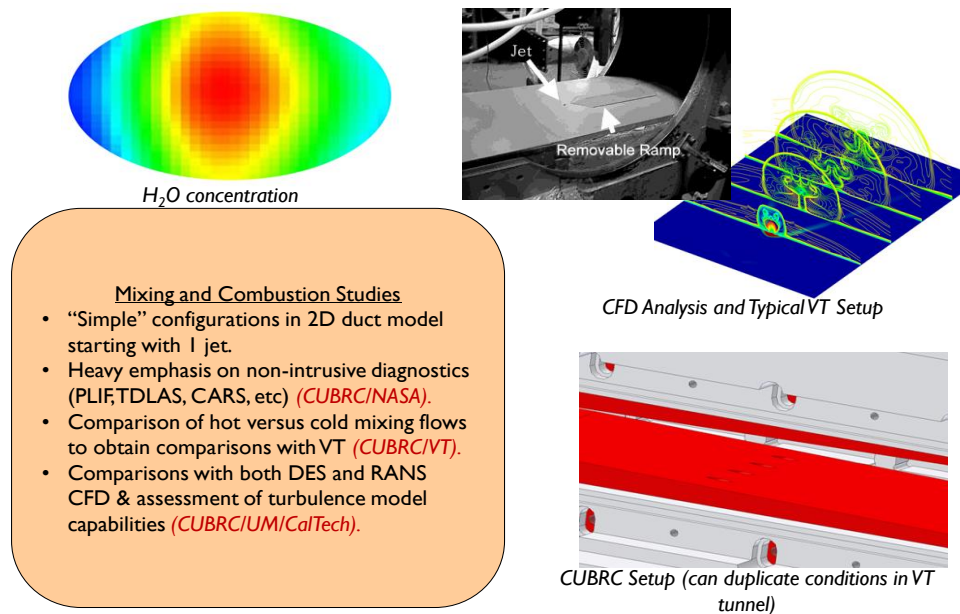 H₂O concentration
Jet
Removable Ramp
CFD Analysis and Typical VT Setup
Mixing and Combustion Studies
• “Simple” configurations in 2D duct model
starting with 1 jet.
• Heavy emphasis on non-intrusive diagnostics
(PLIF, TDLAS, CARS, etc) (CUBRC/NASA).
• Comparison of hot versus cold mixing flows
to obtain comparisons with VT (CUBRC/VT).
• Comparisons with both DES and RANS
CFD & assessment of turbulence model
capabilities (CUBRC/UM/CalTech).
CUBRC Setup (can duplicate conditions in VT
tunnel)